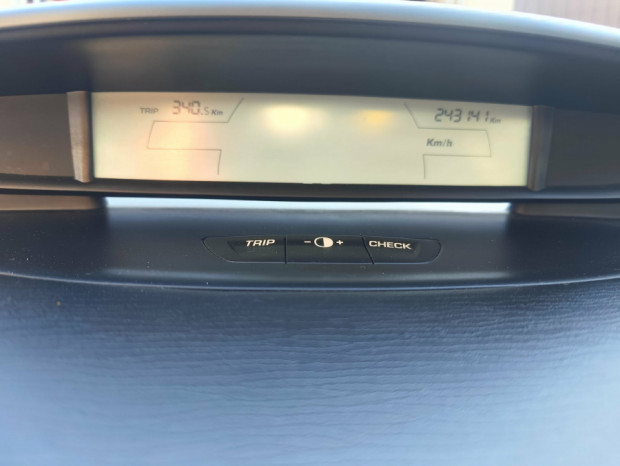 TRIP 340.5 Km
243141 Km
Km/h
TRIP - + CHECK